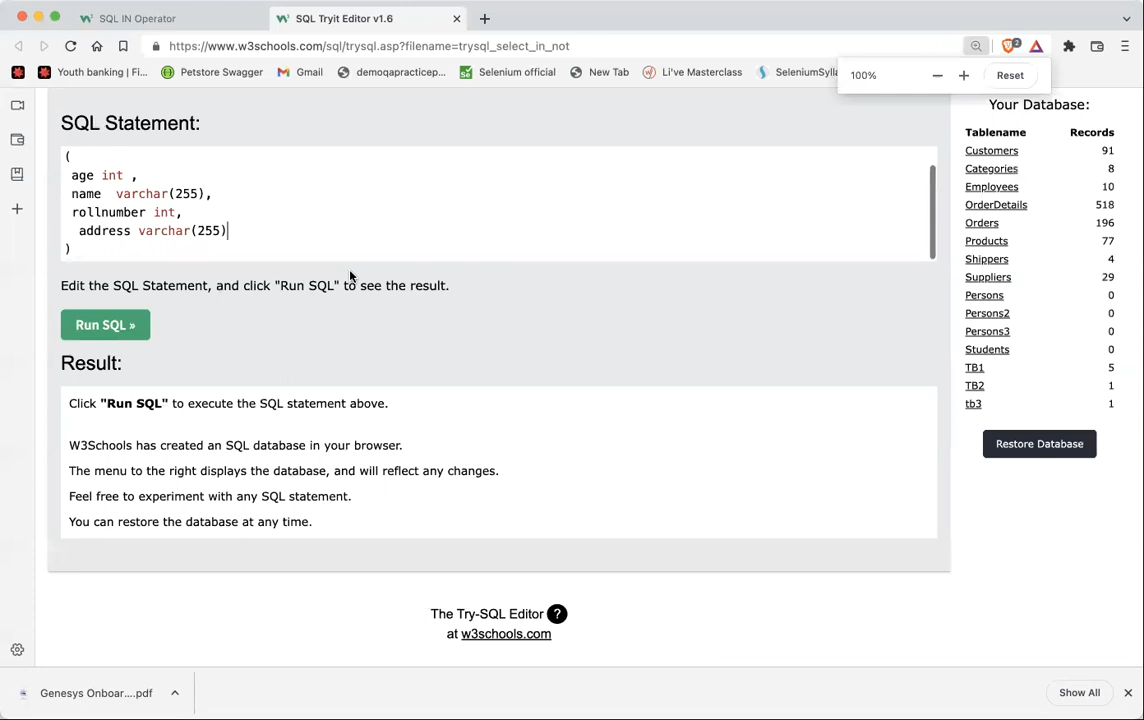 SQL IN Operator
SQL Tryit Editor v1.6
https://www.w3schools.com/sql/trysql.asp?filename=trysql_select_in_not
2
Youth banking | Fi...
Petstore Swagger
Gmail
demoqapracticep...
Selenium official
New Tab
Li've Masterclass
SeleniumSylla
100%
Reset
SQL Statement:
(
age int ,
name varchar(255),
rollnumber int,
address varchar(255)
)
Edit the SQL Statement, and click "Run SQL" to see the result.
Run SQL »
Result:
Click "Run SQL" to execute the SQL statement above.
W3Schools has created an SQL database in your browser.
The menu to the right displays the database, and will reflect any changes.
Feel free to experiment with any SQL statement.
You can restore the database at any time.
The Try-SQL Editor ?
at w3schools.com
Your Database:
Tablename Records
Customers 91
Categories 8
Employees 10
OrderDetails 518
Orders 196
Products 77
Shippers 4
Suppliers 29
Persons 0
Persons2 0
Persons3 0
Students 0
TB1 5
TB2 1
tb3 1
Restore Database
Genesys Onboar....pdf
Show All